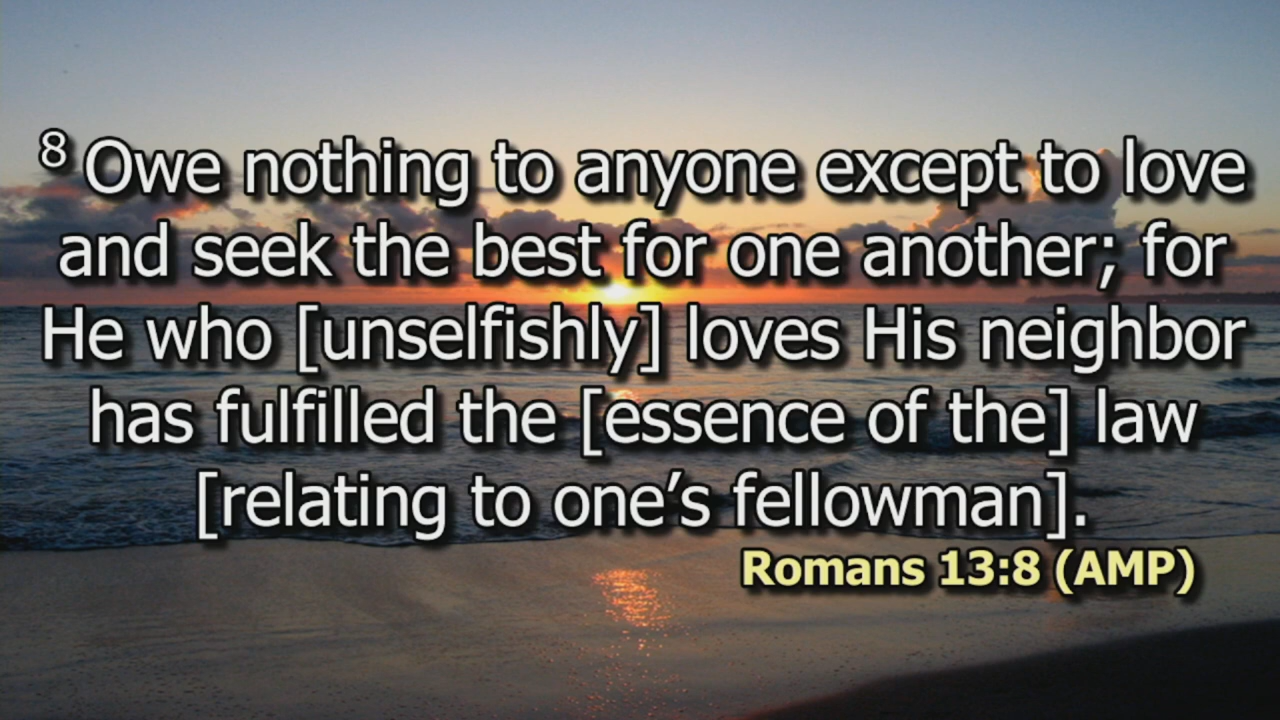 8 Owe nothing to anyone except to love
and seek the best for one another; for
He who [unselfishly] loves His neighbor
has fulfilled the [essence of the] law
[relating to one’s fellowman].
Romans 13:8 (AMP)